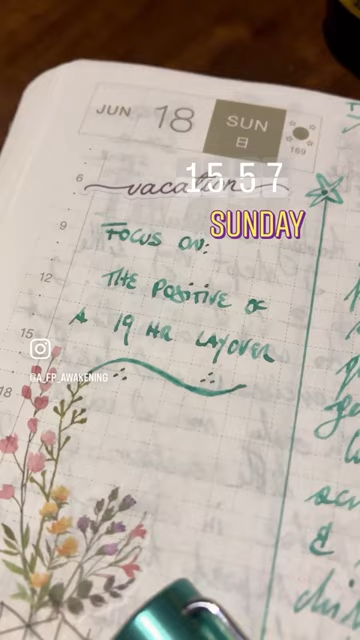 JUN 18 SUN
日
169
6
vacation
15 57
SUNDAY
9
FOCUS ON:
THE POSITIVE OF
12
A 19 HR LAYOVER
15
@A_FP_AWAKENING
18
&